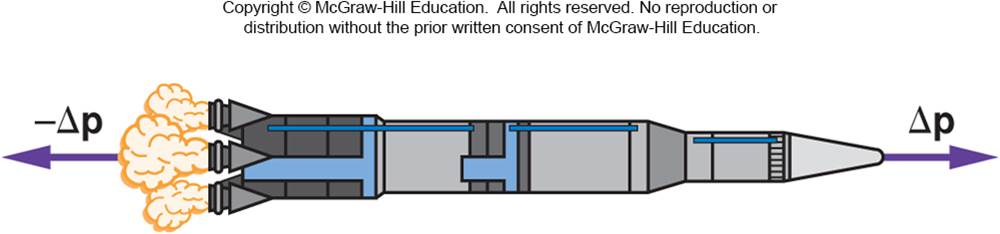 Copyright © McGraw-Hill Education.  All rights reserved. No reproduction or
distribution without the prior written consent of McGraw-Hill Education.
−Δp
Δp